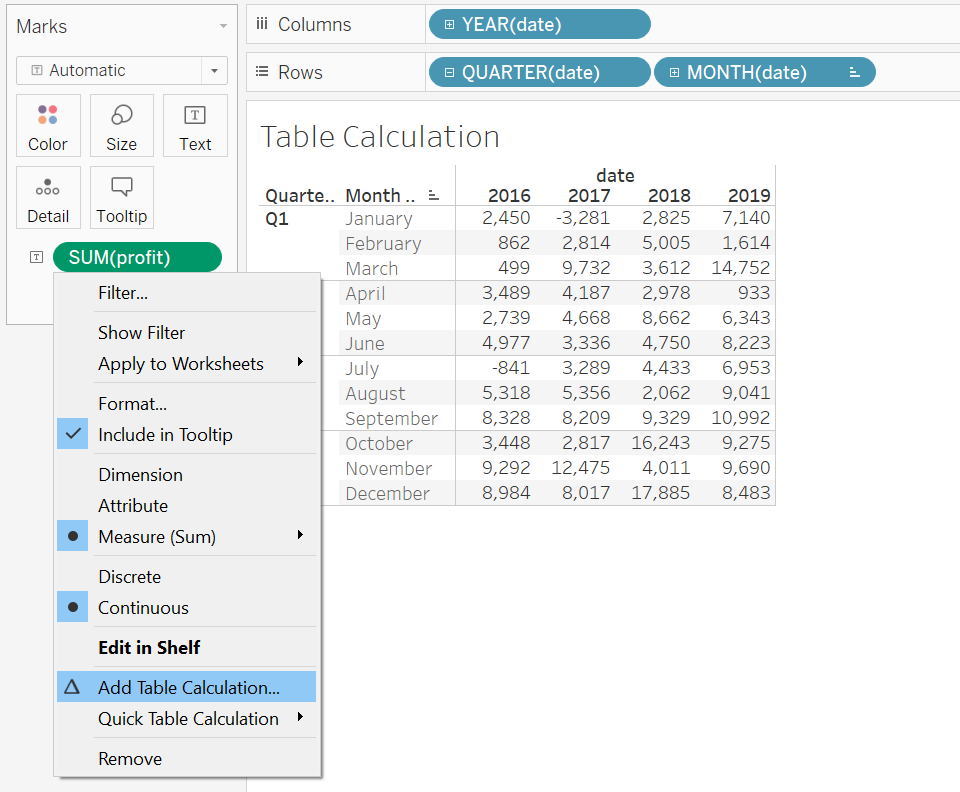 Marks
T Automatic
Color Size T Text
Detail Tooltip
T SUM(profit)
Filter...
Show Filter
Apply to Worksheets
Format...
Include in Tooltip
Dimension
Attribute
Measure (Sum)
Discrete
Continuous
Edit in Shelf
Add Table Calculation...
Quick Table Calculation
Remove
iii Columns YEAR(date)
Rows QUARTER(date) MONTH(date)
Table Calculation
date
Quarte.. Month .. 2016 2017 2018 2019
Q1 January 2,450 -3,281 2,825 7,140
February 862 2,814 5,005 1,614
March 499 9,732 3,612 14,752
April 3,489 4,187 2,978 933
May 2,739 4,668 8,662 6,343
June 4,977 3,336 4,750 8,223
July -841 3,289 4,433 6,953
August 5,318 5,356 2,062 9,041
September 8,328 8,209 9,329 10,992
October 3,448 2,817 16,243 9,275
November 9,292 12,475 4,011 9,690
December 8,984 8,017 17,885 8,483